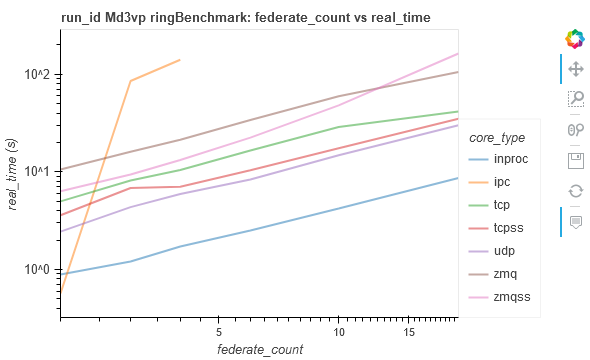 run_id Md3vp ringBenchmark: federate_count vs real_time
10^2
10^1
10^0
real_time (s)
5
10
15
federate_count
core_type
inproc
ipc
tcp
tcpss
udp
zmq
zmqss